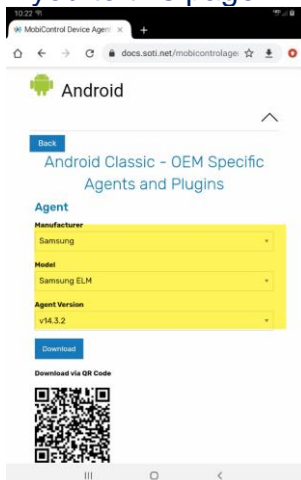 you to this page
10:22
MobiControl Device Agent × +
docs.soti.net/mobicontrolager
Android
Back
Android Classic - OEM Specific
Agents and Plugins
Agent
Manufacturer
Samsung
Model
Samsung ELM
Agent Version
v14.3.2
Download
Download via QR Code